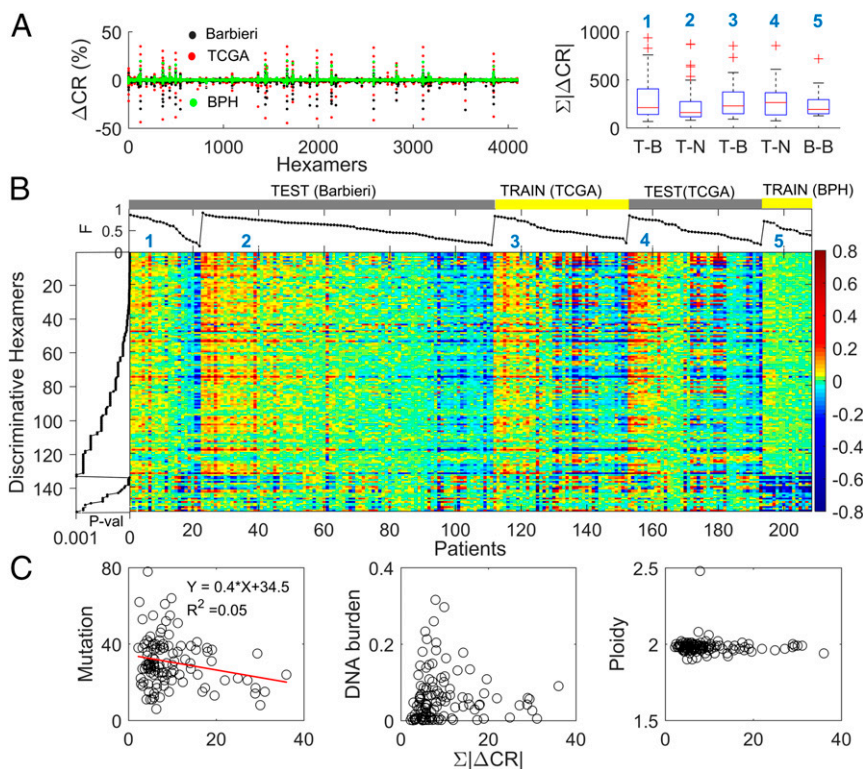 A
ΔCR (%)
50
0
-50
Barbieri
TCGA
BPH
0 1000 2000 3000 4000
Hexamers
Σ|ΔCR|
1000
500
0
1 2 3 4 5
T-B T-N T-B T-N B-B
B
TEST (Barbieri) TRAIN (TCGA) TEST(TCGA) TRAIN (BPH)
F
1
0.5
0
1 2 3 4 5
Discriminative Hexamers
20
40
60
80
100
120
140
P-val
0.001 0
20 40 60 80 100 120 140 160 180 200
Patients
0.8
0.6
0.4
0.2
0
-0.2
-0.4
-0.6
-0.8
C
Mutation
80
40
0
Y = 0.4*X+34.5
R² =0.05
0 20 40
DNA burden
0.4
0.2
0
0 20 40
Σ|ΔCR|
Ploidy
2.5
2
1.5
0 20 40